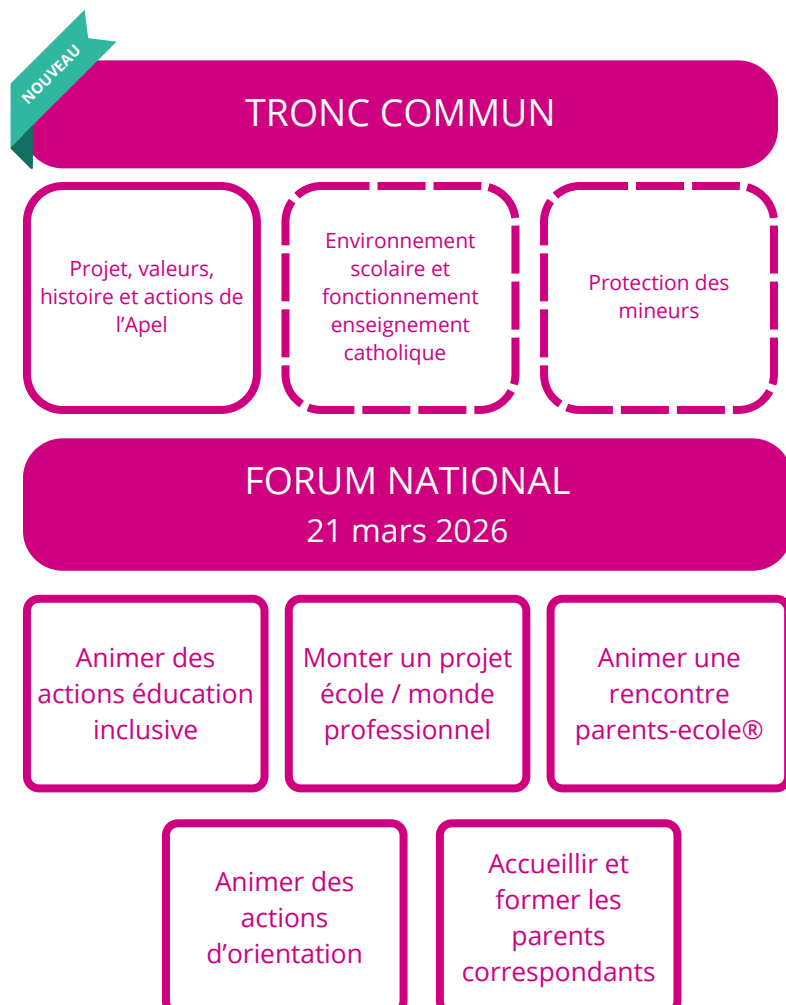 NOUVEAU
TRONC COMMUN
Projet, valeurs,
histoire et actions de
l’Apel
Environnement
scolaire et
fonctionnement
enseignement
catholique
Protection des
mineurs
FORUM NATIONAL
21 mars 2026
Animer des
actions éducation
inclusive
Monter un projet
école / monde
professionnel
Animer une
rencontre
parents-ecole®
Animer des
actions
d’orientation
Accueillir et
former les
parents
correspondants